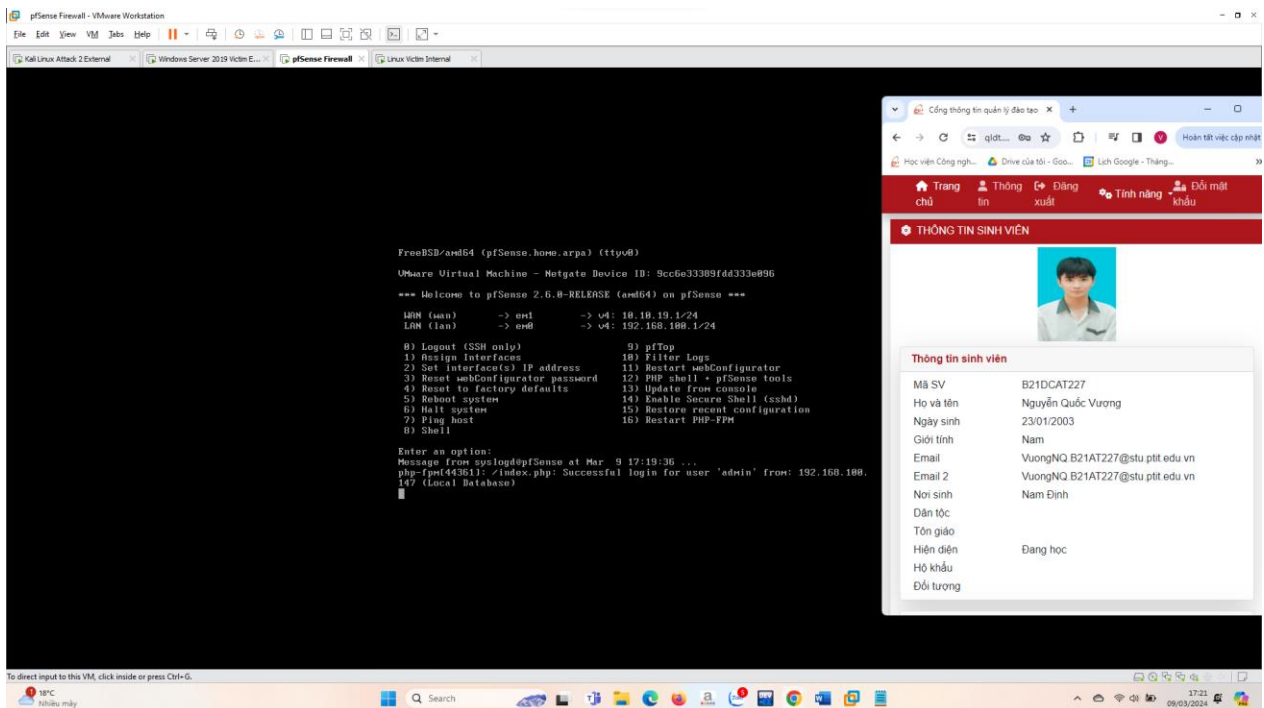 pfSense Firewall - VMware Workstation
File Edit View VM Tabs Help
Kali Linux Attack 2 External
Windows Server 2019 Victim E...
pfSense Firewall
Linux Victim Internal
FreeBSD/amd64 (pfSense.home.arpa) (ttyv0)
VMware Virtual Machine - Netgate Device ID: 9cc6e33389fdd333e096
*** Welcome to pfSense 2.6.0-RELEASE (amd64) on pfSense ***
WAN (wan) -> em1 -> v4: 10.10.19.1/24
LAN (lan) -> em0 -> v4: 192.168.100.1/24
0) Logout (SSH only) 9) pfTop
1) Assign Interfaces 10) Filter Logs
2) Set interface(s) IP address 11) Restart webConfigurator
3) Reset webConfigurator password 12) PHP shell + pfSense tools
4) Reset to factory defaults 13) Update from console
5) Reboot system 14) Enable Secure Shell (sshd)
6) Halt system 15) Restore recent configuration
7) Ping host 16) Restart PHP-FPM
8) Shell
Enter an option:
Message from syslogd@pfSense at Mar 9 17:19:36 ...
php-fpm[44361]: /index.php: Successful login for user 'admin' from: 192.168.100.
147 (Local Database)
Cổng thông tin quản lý đào tạo
qldt...
Hoàn tất việc cập nhật
Học viện Công ngh...
Drive của tôi - Goo...
Lịch Google - Tháng...
Trang chủ
Thông tin
Đăng xuất
Tính năng
Đổi mật khẩu
THÔNG TIN SINH VIÊN
Thông tin sinh viên
Mã SV B21DCAT227
Họ và tên Nguyễn Quốc Vượng
Ngày sinh 23/01/2003
Giới tính Nam
Email VuongNQ.B21AT227@stu.ptit.edu.vn
Email 2 VuongNQ.B21AT227@stu.ptit.edu.vn
Nơi sinh Nam Định
Dân tộc
Tôn giáo
Hiện diện Đang học
Hộ khẩu
Đối tượng
To direct input to this VM, click inside or press Ctrl+G.
18°C
Nhiều mây
Search
17:21
09/03/2024